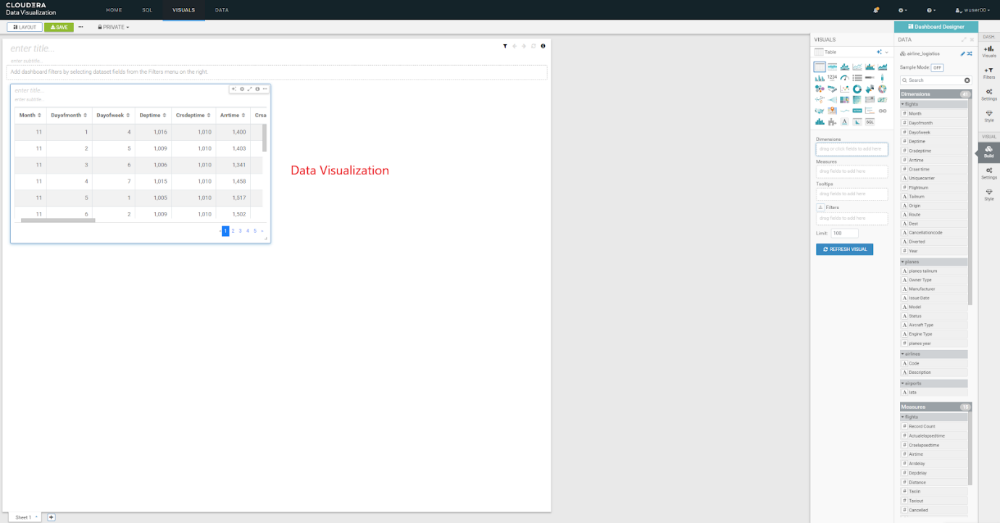 CLOUDERA
Data Visualization
HOME SQL VISUALS DATA
wuser00
LAYOUT SAVE PRIVATE
Dashboard Designer
enter title...
enter subtitle...
Add dashboard filters by selecting dataset fields from the Filters menu on the right.
enter title...
enter subtitle...
Month Dayofmonth Dayofweek Deptime Crsdeptime Arrtime Crsa
11 1 4 1,016 1,010 1,400
11 2 5 1,009 1,010 1,403
11 3 6 1,006 1,010 1,341
11 4 7 1,015 1,010 1,458
11 5 1 1,005 1,010 1,517
11 6 2 1,009 1,010 1,502
< 1 2 3 4 5 >
Data Visualization
Sheet 1
VISUALS
Table
1234
SQL
Dimensions
drag or click fields to add here
Measures
drag fields to add here
Tooltips
drag fields to add here
Filters
drag fields to add here
Limit: 100
REFRESH VISUAL
DATA
airline_logistics
Sample Mode: OFF
Search
Dimensions 41
flights
# Month
# Dayofmonth
# Dayofweek
# Deptime
# Crsdeptime
# Arrtime
# Crsarrtime
A Uniquecarrier
# Flightnum
A Tailnum
A Origin
A Route
A Dest
A Cancellationcode
A Diverted
# Year
planes
A planes tailnum
A Owner Type
A Manufacturer
A Issue Date
A Model
A Status
A Aircraft Type
A Engine Type
# planes year
airlines
A Code
A Description
airports
A Iata
Measures 15
flights
# Record Count
# Actualelapsedtime
# Crselapsedtime
# Airtime
# Arrdelay
# Depdelay
# Distance
# Taxiin
# Taxiout
# Cancelled
DASH.
Visuals
Filters
Settings
Style
VISUAL
Build
Settings
Style